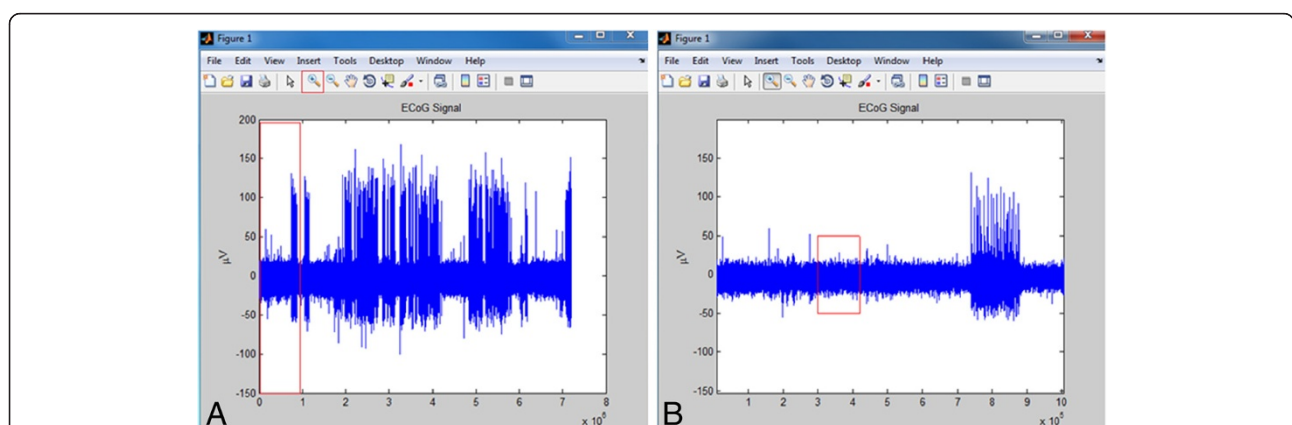 Figure 1
File Edit View Insert Tools Desktop Window Help
ECoG Signal
200
150
100
50
0
-50
-100
-150
µV
0 1 2 3 4 5 6 7 8
x 10⁶
A
Figure 1
File Edit View Insert Tools Desktop Window Help
ECoG Signal
150
100
50
0
-50
-100
-150
µV
1 2 3 4 5 6 7 8 9 10
x 10⁵
B